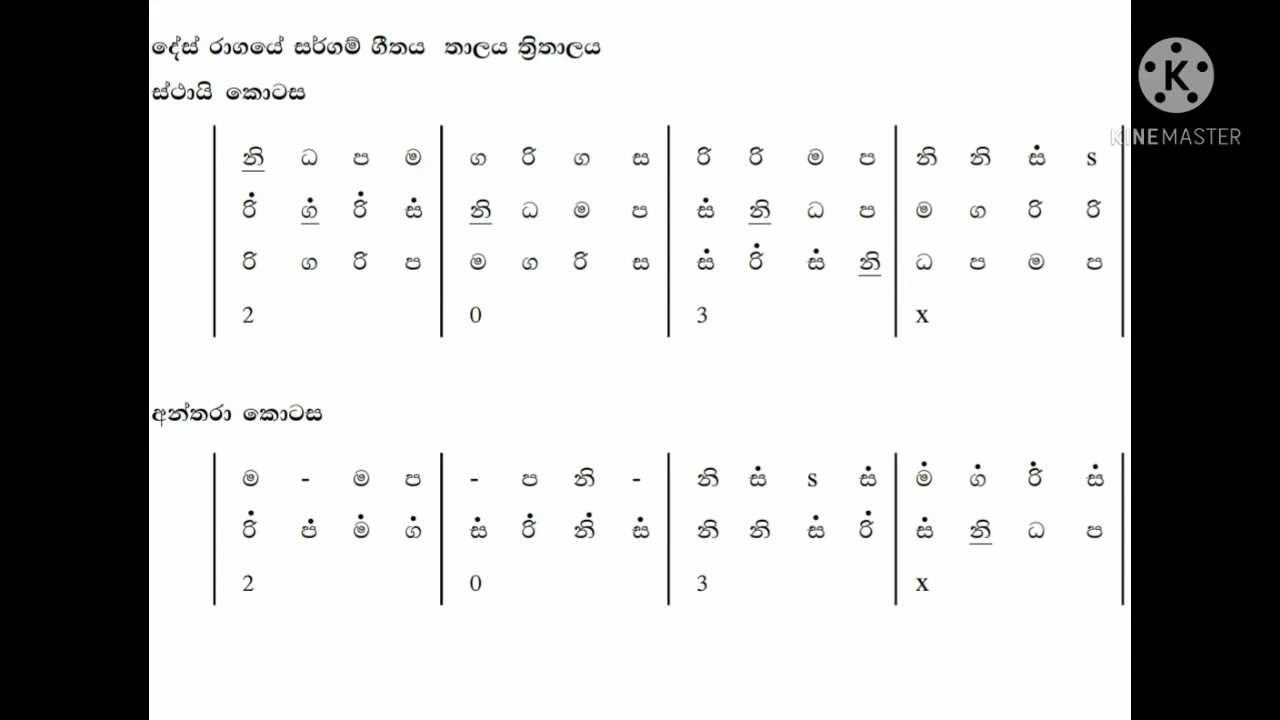 දේස් රාගයේ සර්ගම් ගීතය තාලය ත්‍රිතාලය
ස්ථායි කොටස
K
KINEMASTER
| නි̲ ධ ප ම | ග රි ග ස | රි රි ම ප | නි නි ස̇ s |
| රි̇ ග̲̇ රි̇ ස̇ | නි̲ ධ ම ප | ස̇ නි̲ ධ ප | ම ග රි රි |
| රි ග රි ප | ම ග රි ස | ස̇ රි̇ ස̇ නි̲ | ධ ප ම ප |
| 2 | 0 | 3 | x |
අන්තරා කොටස
| ම - ම ප | - ප නි - | නි ස̇ s ස̇ | ම̇ ග̇ රි̇ ස̇ |
| රි̇ ප̇ ම̇ ග̇ | ස̇ රි̇ නි̇ ස̇ | නි නි ස̇ රි̇ | ස̇ නි̲ ධ ප |
| 2 | 0 | 3 | x |